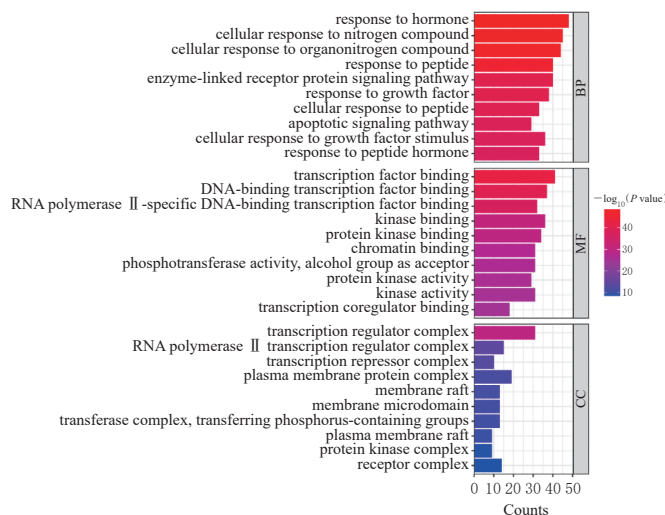 response to hormone
cellular response to nitrogen compound
cellular response to organonitrogen compound
response to peptide
enzyme-linked receptor protein signaling pathway
response to growth factor
cellular response to peptide
apoptotic signaling pathway
cellular response to growth factor stimulus
response to peptide hormone
BP
transcription factor binding
DNA-binding transcription factor binding
RNA polymerase Ⅱ-specific DNA-binding transcription factor binding
kinase binding
protein kinase binding
chromatin binding
phosphotransferase activity, alcohol group as acceptor
protein kinase activity
kinase activity
transcription coregulator binding
MF
transcription regulator complex
RNA polymerase Ⅱ transcription regulator complex
transcription repressor complex
plasma membrane protein complex
membrane raft
membrane microdomain
transferase complex, transferring phosphorus-containing groups
plasma membrane raft
protein kinase complex
receptor complex
CC
0 10 20 30 40 50
Counts
−log₁₀(P value)
40
30
20
10